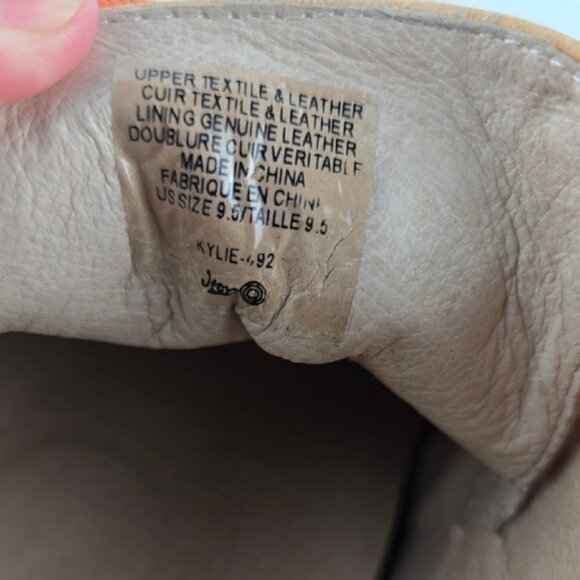 UPPER TEXTILE & LEATHER
CUIR TEXTILE & LEATHER
LINING GENUINE LEATHER
DOUBLURE CUIR VERITABLE
MADE IN CHINA
FABRIQUE EN CHINE
US SIZE 9.5/TAILLE 9.5